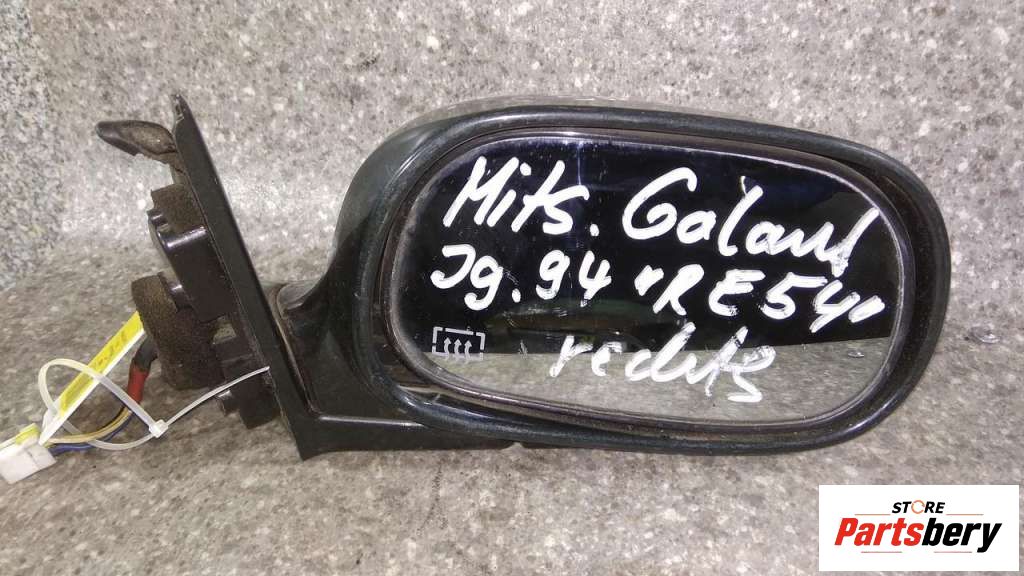 Mits. Galant
Jg. 94 "RE54"
rechts
STORE
Partsbery